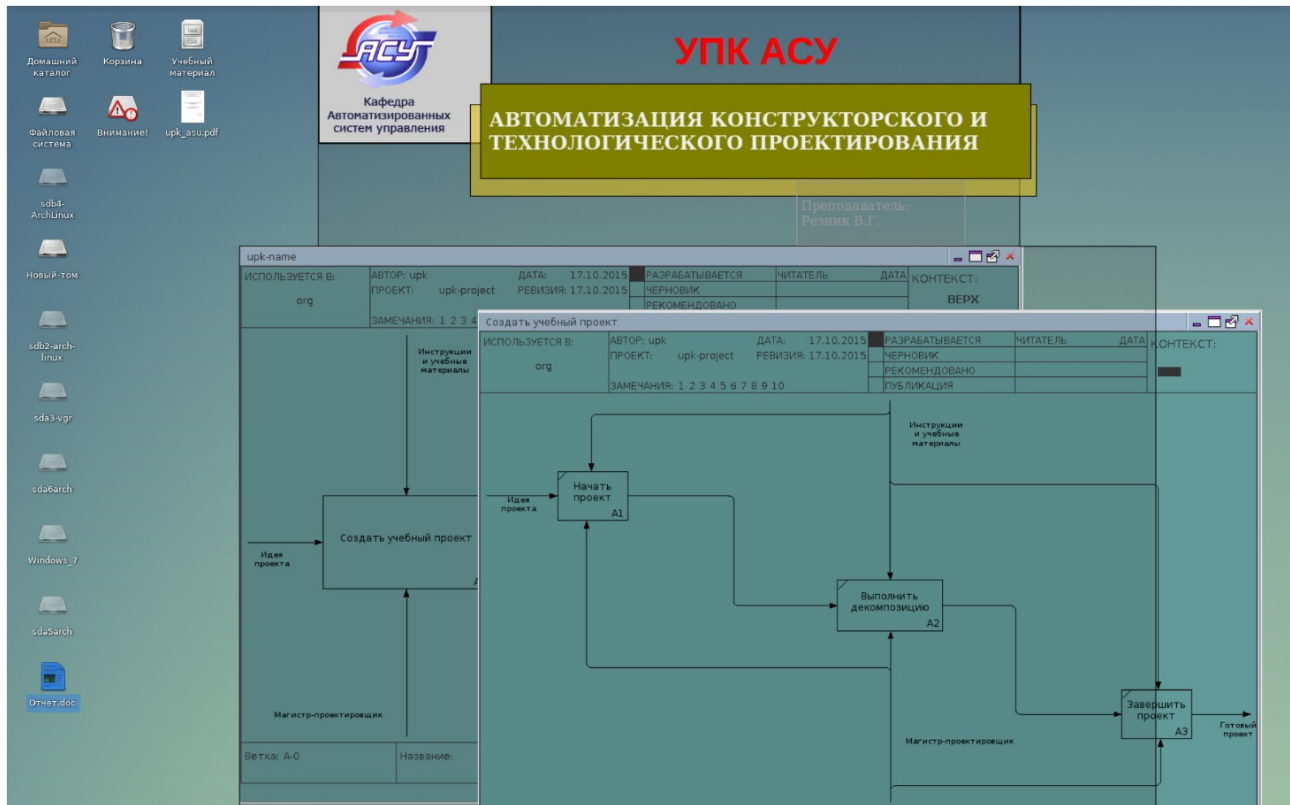 Домашний
каталог
Корзина
Учебный
материал
Файловая
система
Внимание!
upk_asu.pdf
sdb4-
ArchLinux
Новый-том
sdb2-arch-
linux
sda3-vgr
sda6arch
Windows_7
sda5arch
Отчет.doc
АСУ
Кафедра
Автоматизированных
систем управления
УПК АСУ
АВТОМАТИЗАЦИЯ КОНСТРУКТОРСКОГО И
ТЕХНОЛОГИЧЕСКОГО ПРОЕКТИРОВАНИЯ
Преподаватель:
Резник В.Г.
upk-name
ИСПОЛЬЗУЕТСЯ В:
org
АВТОР: upk
ДАТА: 17.10.2015
ПРОЕКТ: upk-project
РЕВИЗИЯ: 17.10.2015
ЗАМЕЧАНИЯ: 1 2 3 4
РАЗРАБАТЫВАЕТСЯ
ЧЕРНОВИК
РЕКОМЕНДОВАНО
ЧИТАТЕЛЬ
ДАТА
КОНТЕКСТ:
ВЕРХ
Инструкции
и учебные
материалы
Идея
проекта
Создать учебный проект
Магистр-проектировщик
Ветка: A-0
Название:
Создать учебный проект
ИСПОЛЬЗУЕТСЯ В:
org
АВТОР: upk
ДАТА: 17.10.2015
ПРОЕКТ: upk-project
РЕВИЗИЯ: 17.10.2015
ЗАМЕЧАНИЯ: 1 2 3 4 5 6 7 8 9 10
РАЗРАБАТЫВАЕТСЯ
ЧЕРНОВИК
РЕКОМЕНДОВАНО
ПУБЛИКАЦИЯ
ЧИТАТЕЛЬ
ДАТА
КОНТЕКСТ:
Инструкции
и учебные
материалы
Идея
проекта
Начать
проект
A1
Выполнить
декомпозицию
A2
Завершить
проект
A3
Готовый
проект
Магистр-проектировщик